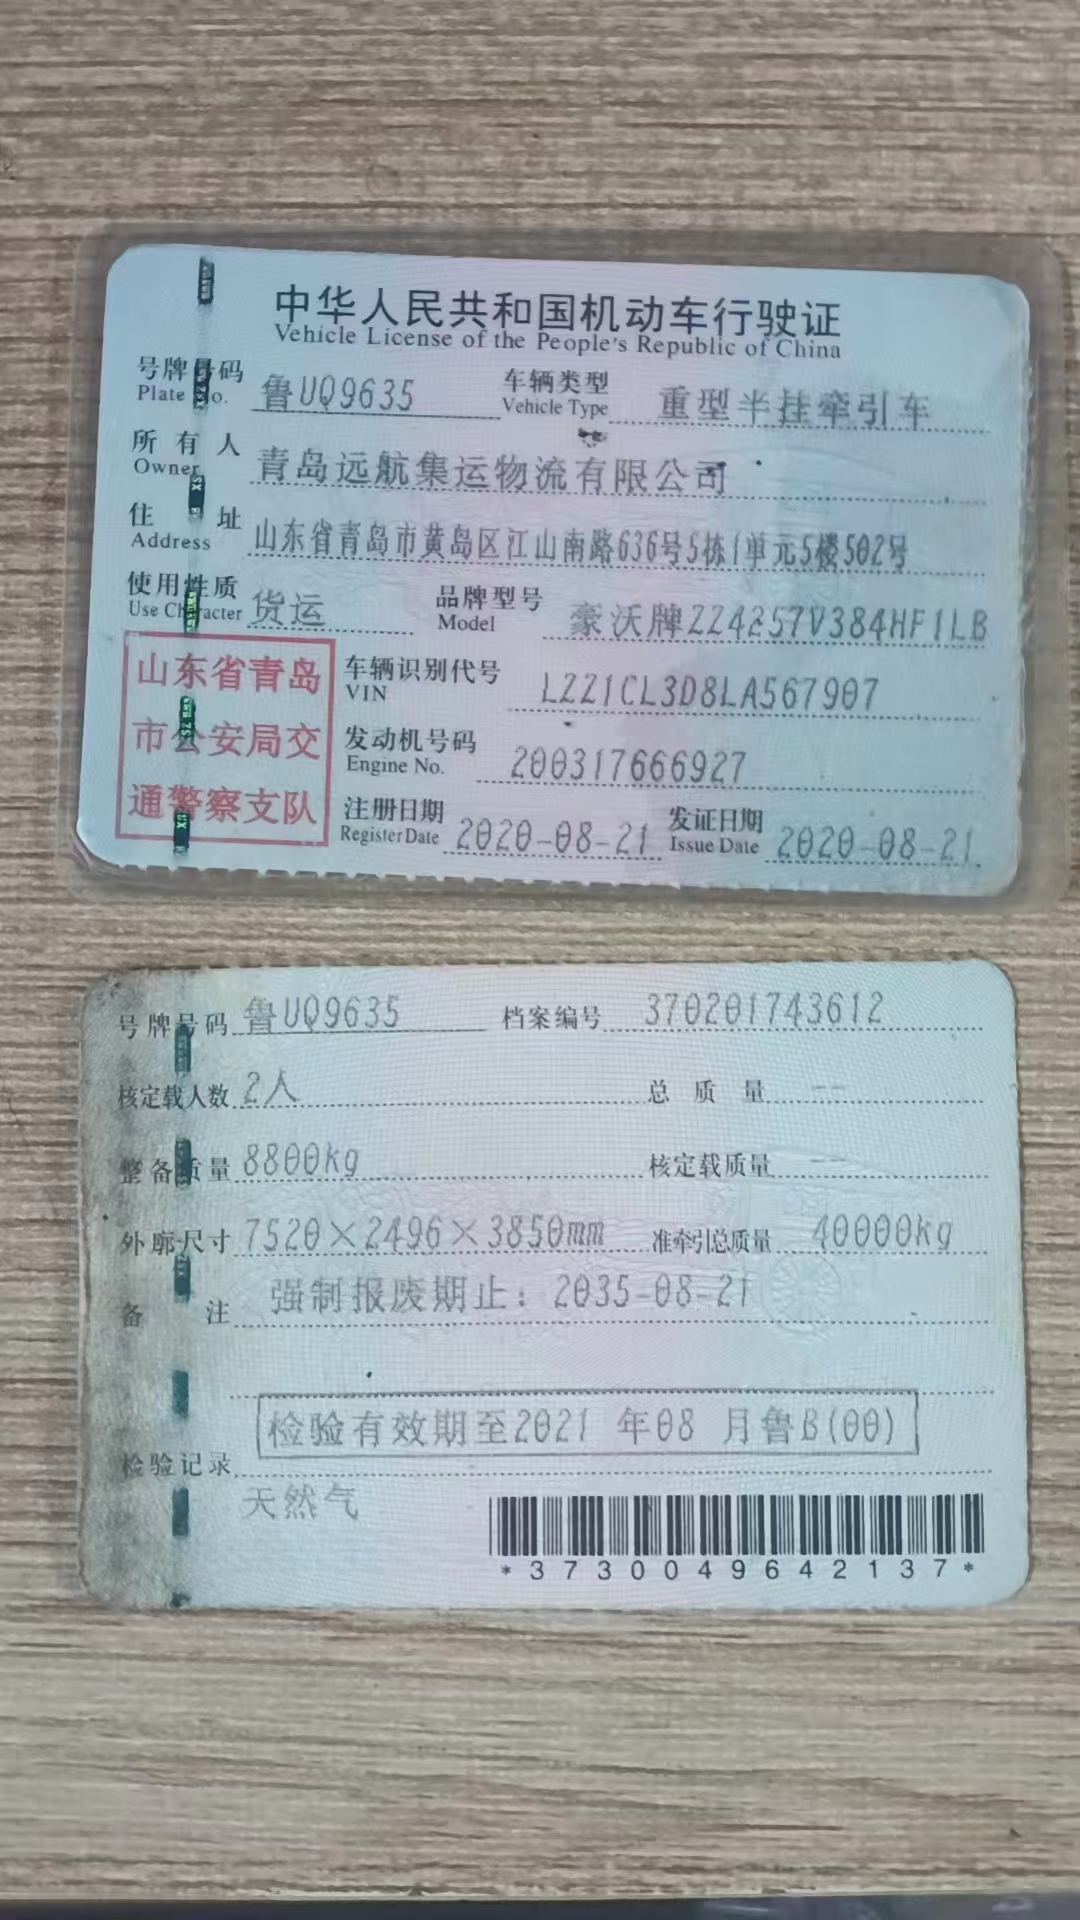 中华人民共和国机动车行驶证
Vehicle License of the People's Republic of China
号牌号码 鲁UQ9635 车辆类型 重型半挂牵引车
Plate No. Vehicle Type
所有人 青岛远航集运物流有限公司
Owner
住址 山东省青岛市黄岛区江山南路636号5栋1单元5楼502号
Address
使用性质 货运 品牌型号 豪沃牌ZZ4257V384HF1LB
Use Character Model
山东省青岛
市公安局交
通警察支队
车辆识别代号 LZZ1CL3D8LA567907
VIN
发动机号码 200317666927
Engine No.
注册日期 2020-08-21 发证日期 2020-08-21
Register Date Issue Date
号牌号码 鲁UQ9635 档案编号 370201743612
核定载人数 2人 总质量 --
整备质量 8800kg 核定载质量 --
外廓尺寸 7520×2496×3850mm 准牵引总质量 40000kg
备注 强制报废期止：2035-08-21
检验记录 检验有效期至2021 年08 月鲁B(00)
天然气
*3730049642137*